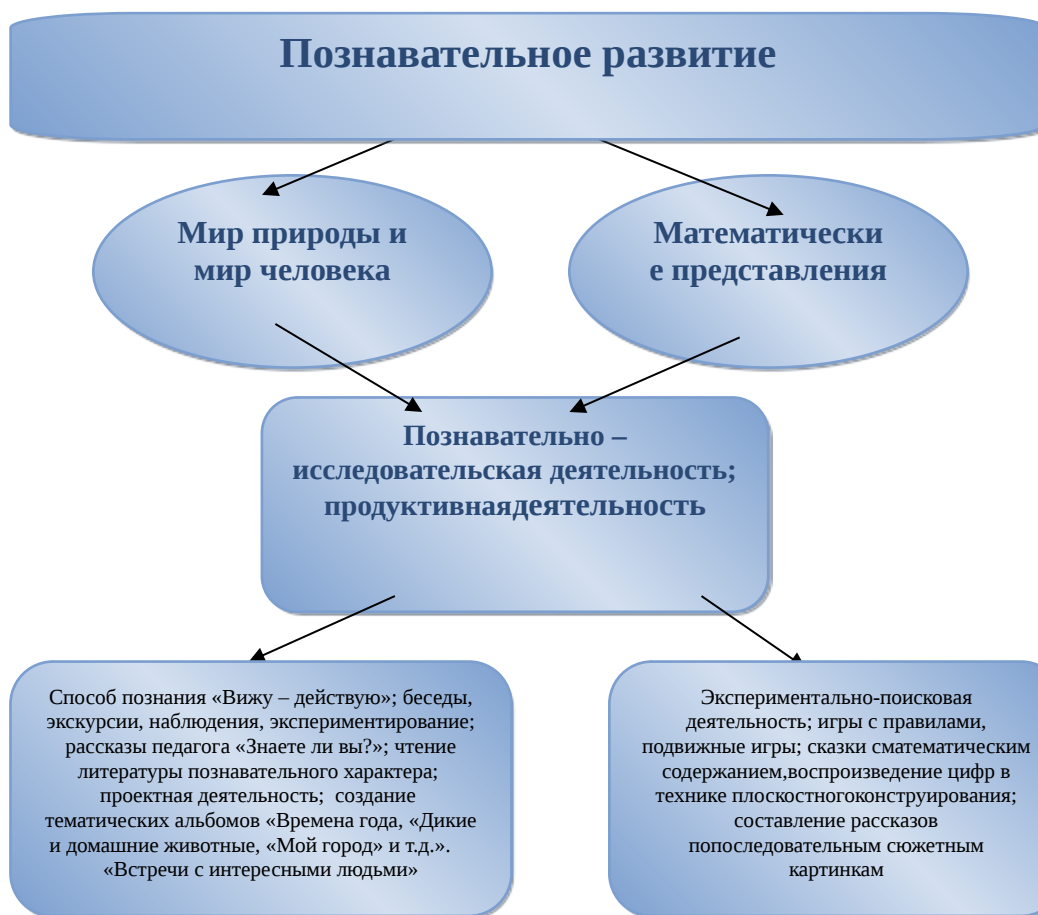 Познавательное развитие
Мир природы и
мир человека
Математически
е представления
Познавательно –
исследовательская деятельность;
продуктивнаядеятельность
Способ познания «Вижу – действую»; беседы,
экскурсии, наблюдения, экспериментирование;
рассказы педагога «Знаете ли вы?»; чтение
литературы познавательного характера;
проектная деятельность; создание
тематических альбомов «Времена года, «Дикие
и домашние животные, «Мой город» и т.д.».
«Встречи с интересными людьми»
Экспериментально-поисковая
деятельность; игры с правилами,
подвижные игры; сказки сматематическим
содержанием,воспроизведение цифр в
технике плоскостногоконструирования;
составление рассказов
попоследовательным сюжетным
картинкам